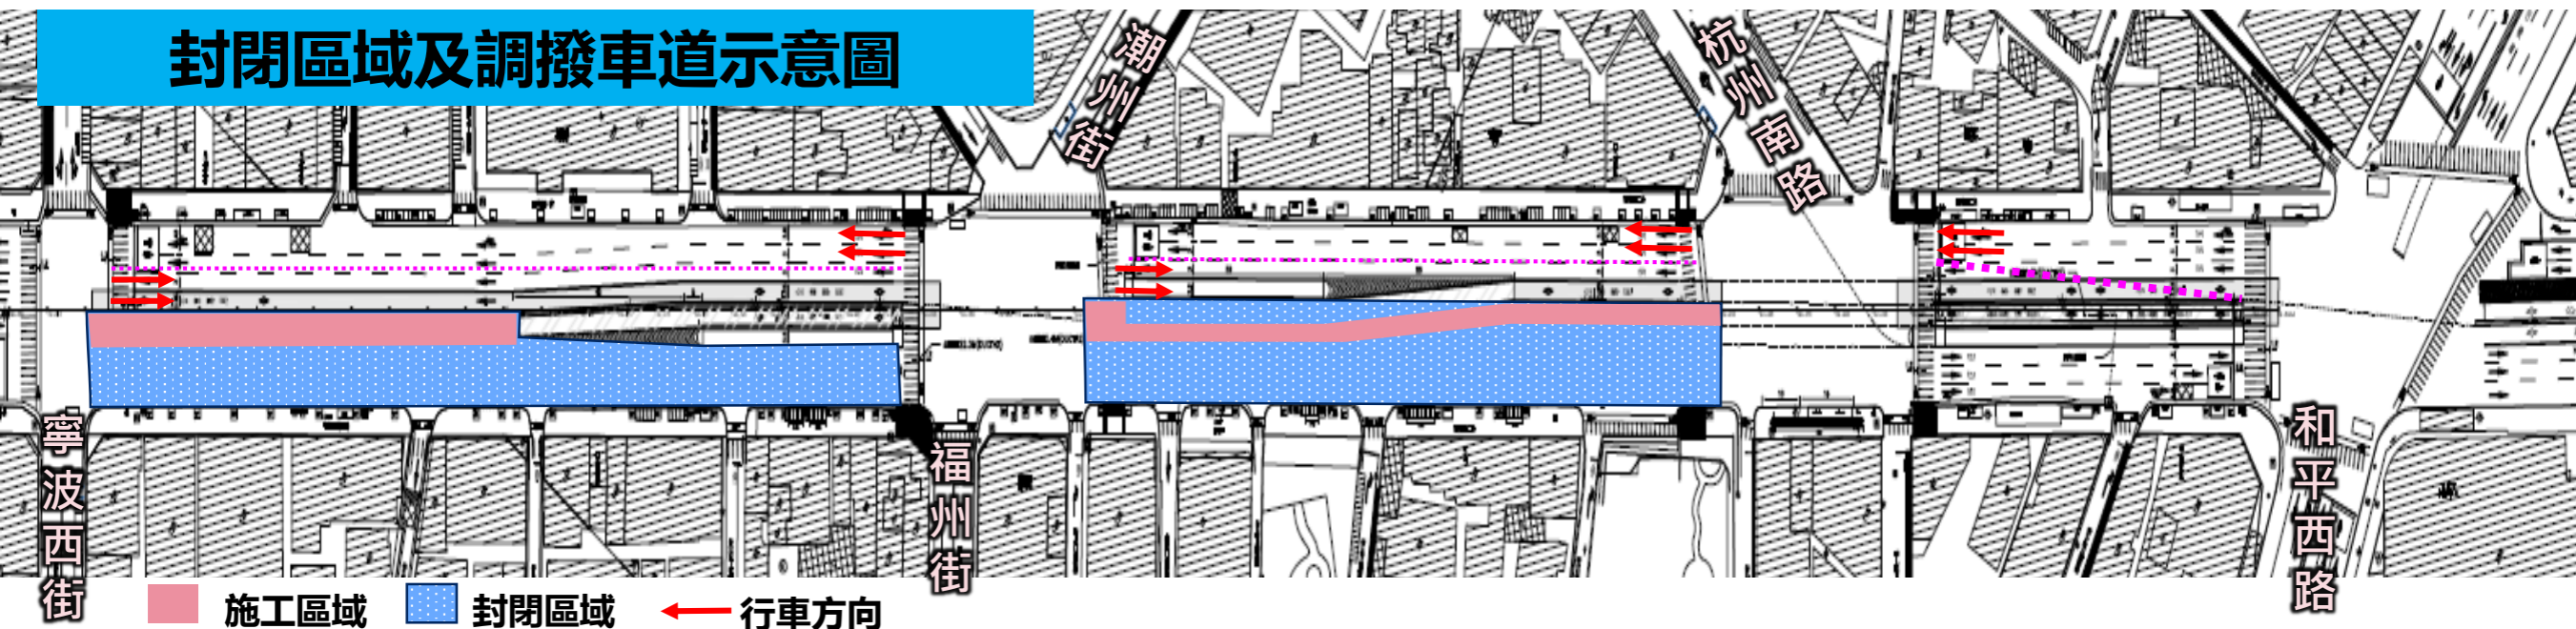 封閉區域及調撥車道示意圖
潮州街
杭州南路
寧波西街
福州街
和平西路
施工區域
封閉區域
行車方向